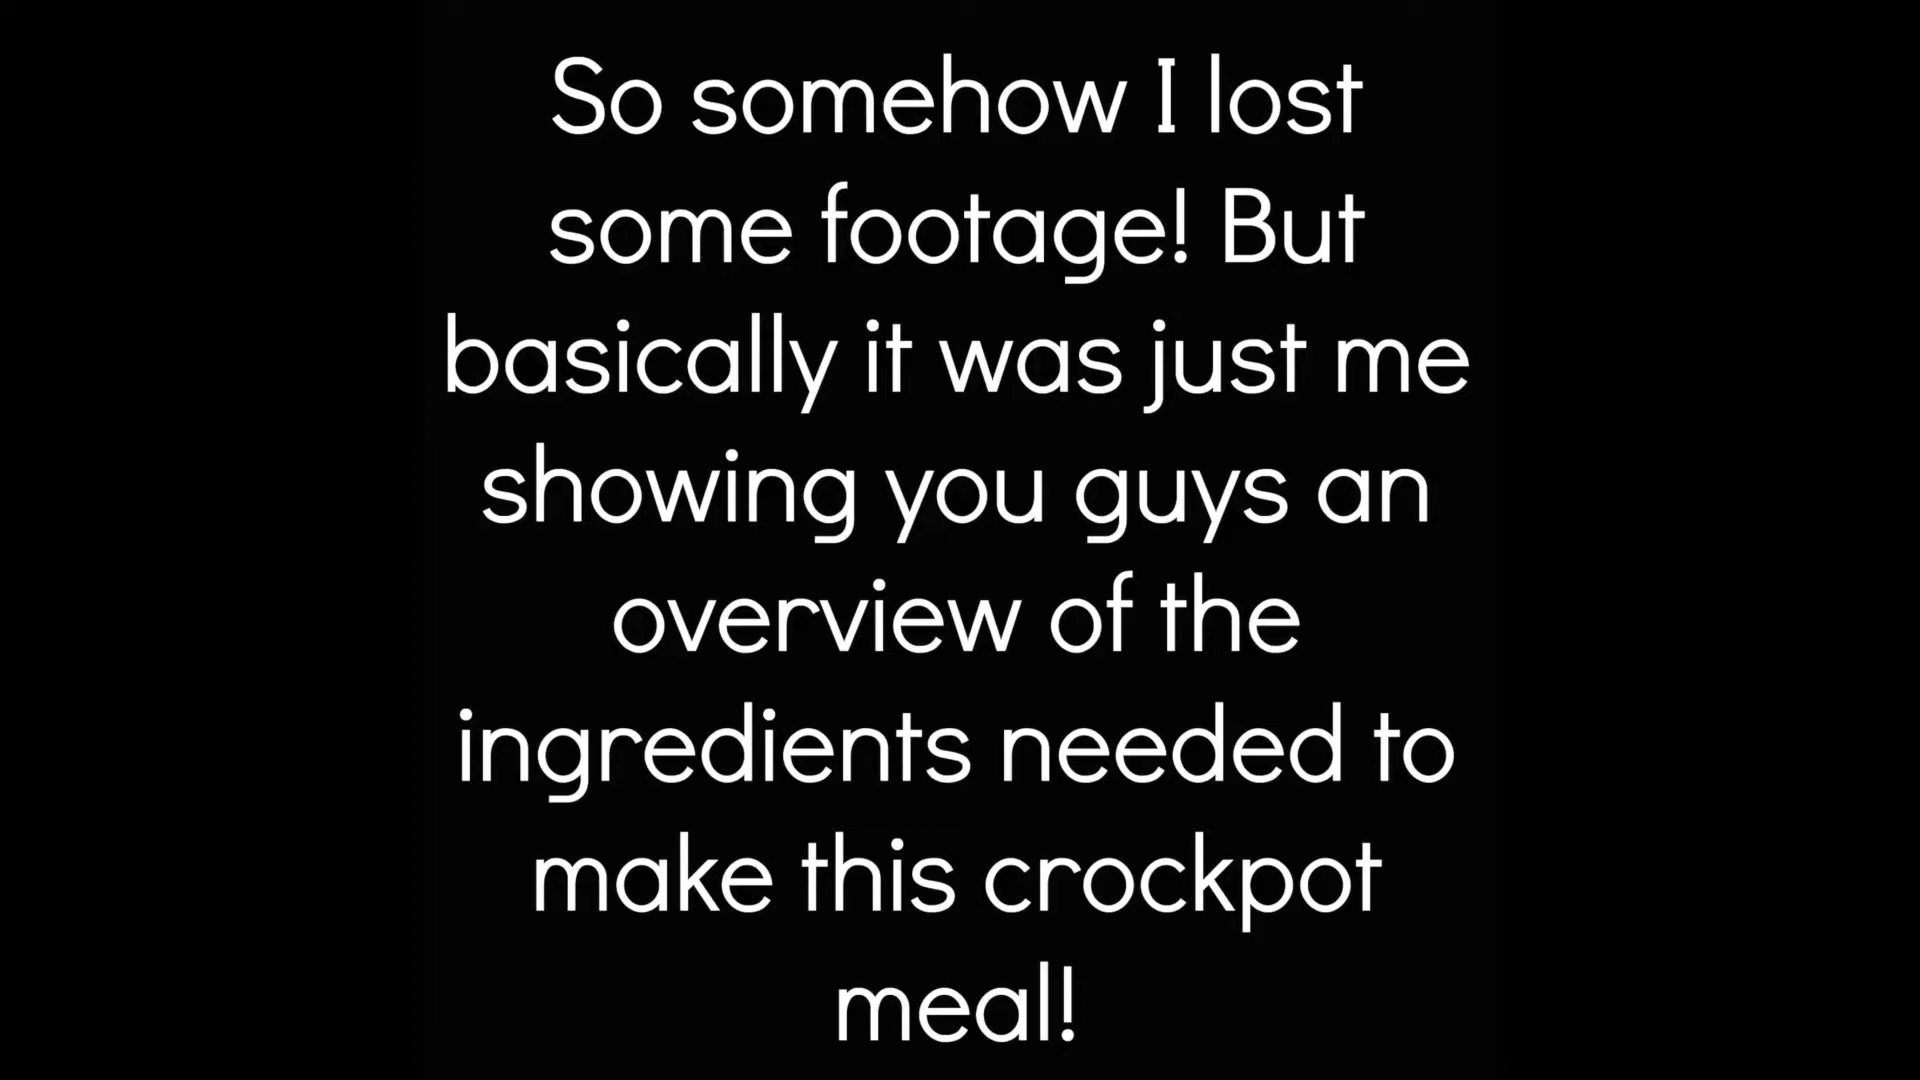 So somehow I lost
some footage! But
basically it was just me
showing you guys an
overview of the
ingredients needed to
make this crockpot
meal!